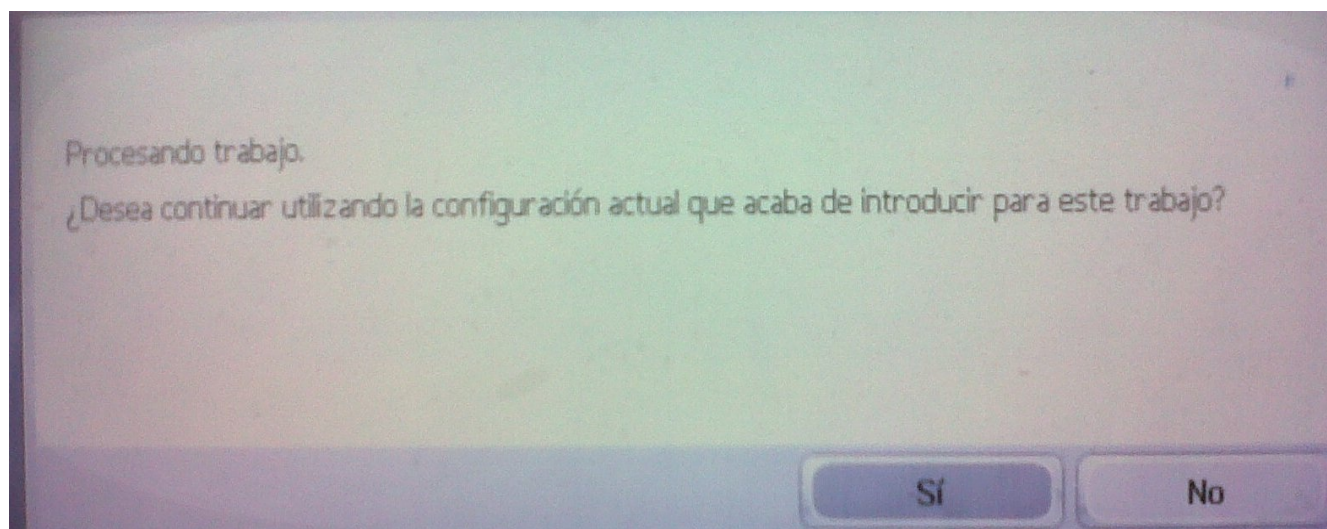 Procesando trabajo.
¿Desea continuar utilizando la configuración actual que acaba de introducir para este trabajo?
Sí
No